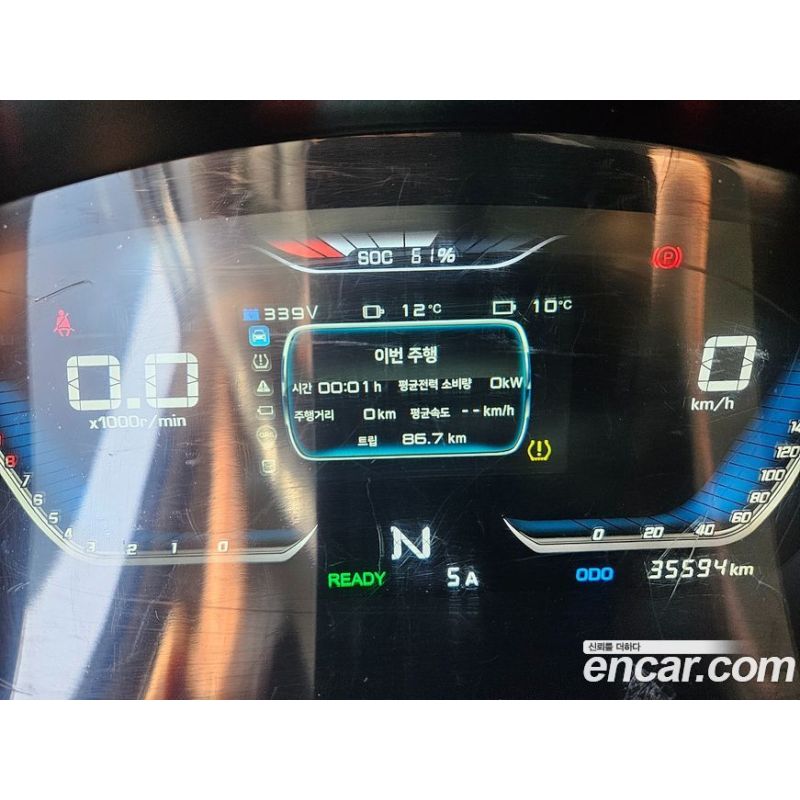 SOC 61%
339V 12℃ 10℃
이번 주행
시간 00:01h 평균전력 소비량 0kW
주행거리 0km 평균속도 -- km/h
트립 86.7 km
0.0
x1000r/min
0
km/h
8 7 6 5 4 3 2 1 0
0 20 40 60 80 100 120
N
READY 5A ODO 35594km
P
신뢰를 더하다
encar.com